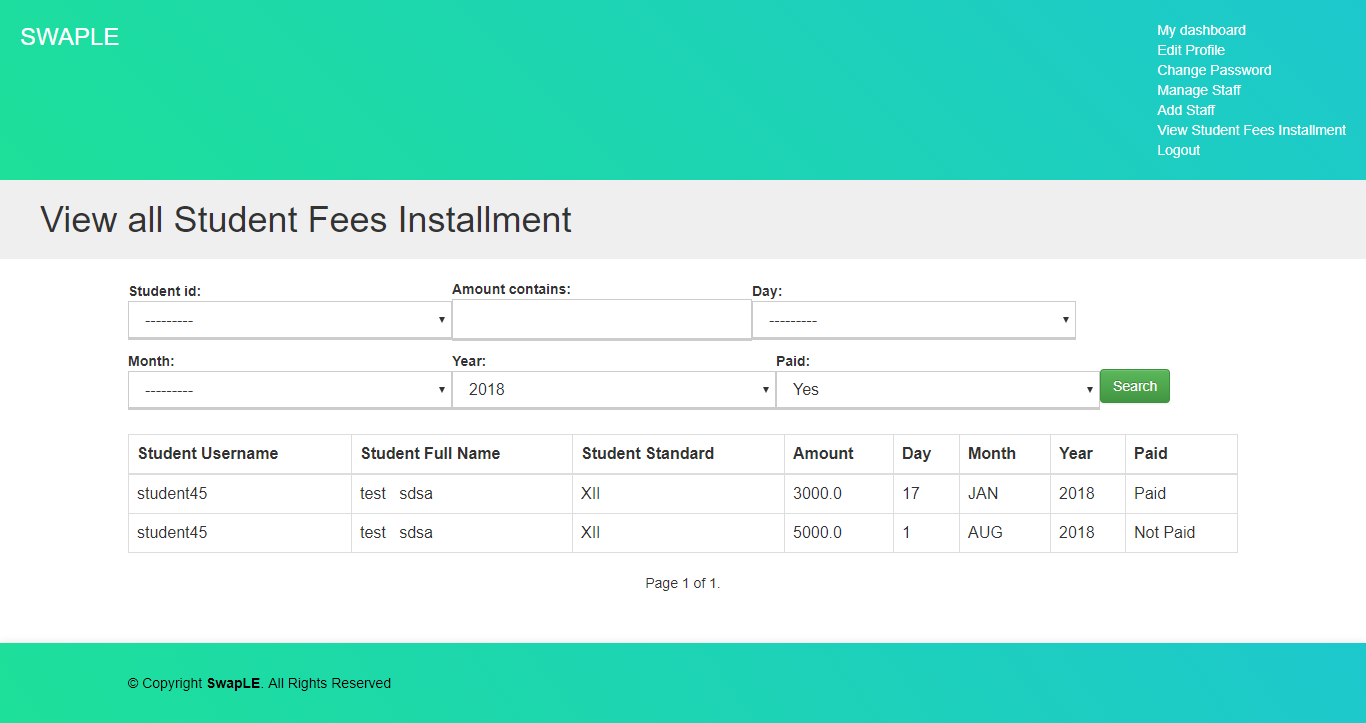 SWAPLE
My dashboard
Edit Profile
Change Password
Manage Staff
Add Staff
View Student Fees Installment
Logout
View all Student Fees Installment
Student id: Amount contains: Day:
--------- ---------
Month: Year: Paid:
--------- 2018 Yes Search
Student Username Student Full Name Student Standard Amount Day Month Year Paid
student45 test sdsa XII 3000.0 17 JAN 2018 Paid
student45 test sdsa XII 5000.0 1 AUG 2018 Not Paid
Page 1 of 1.
© Copyright SwapLE. All Rights Reserved